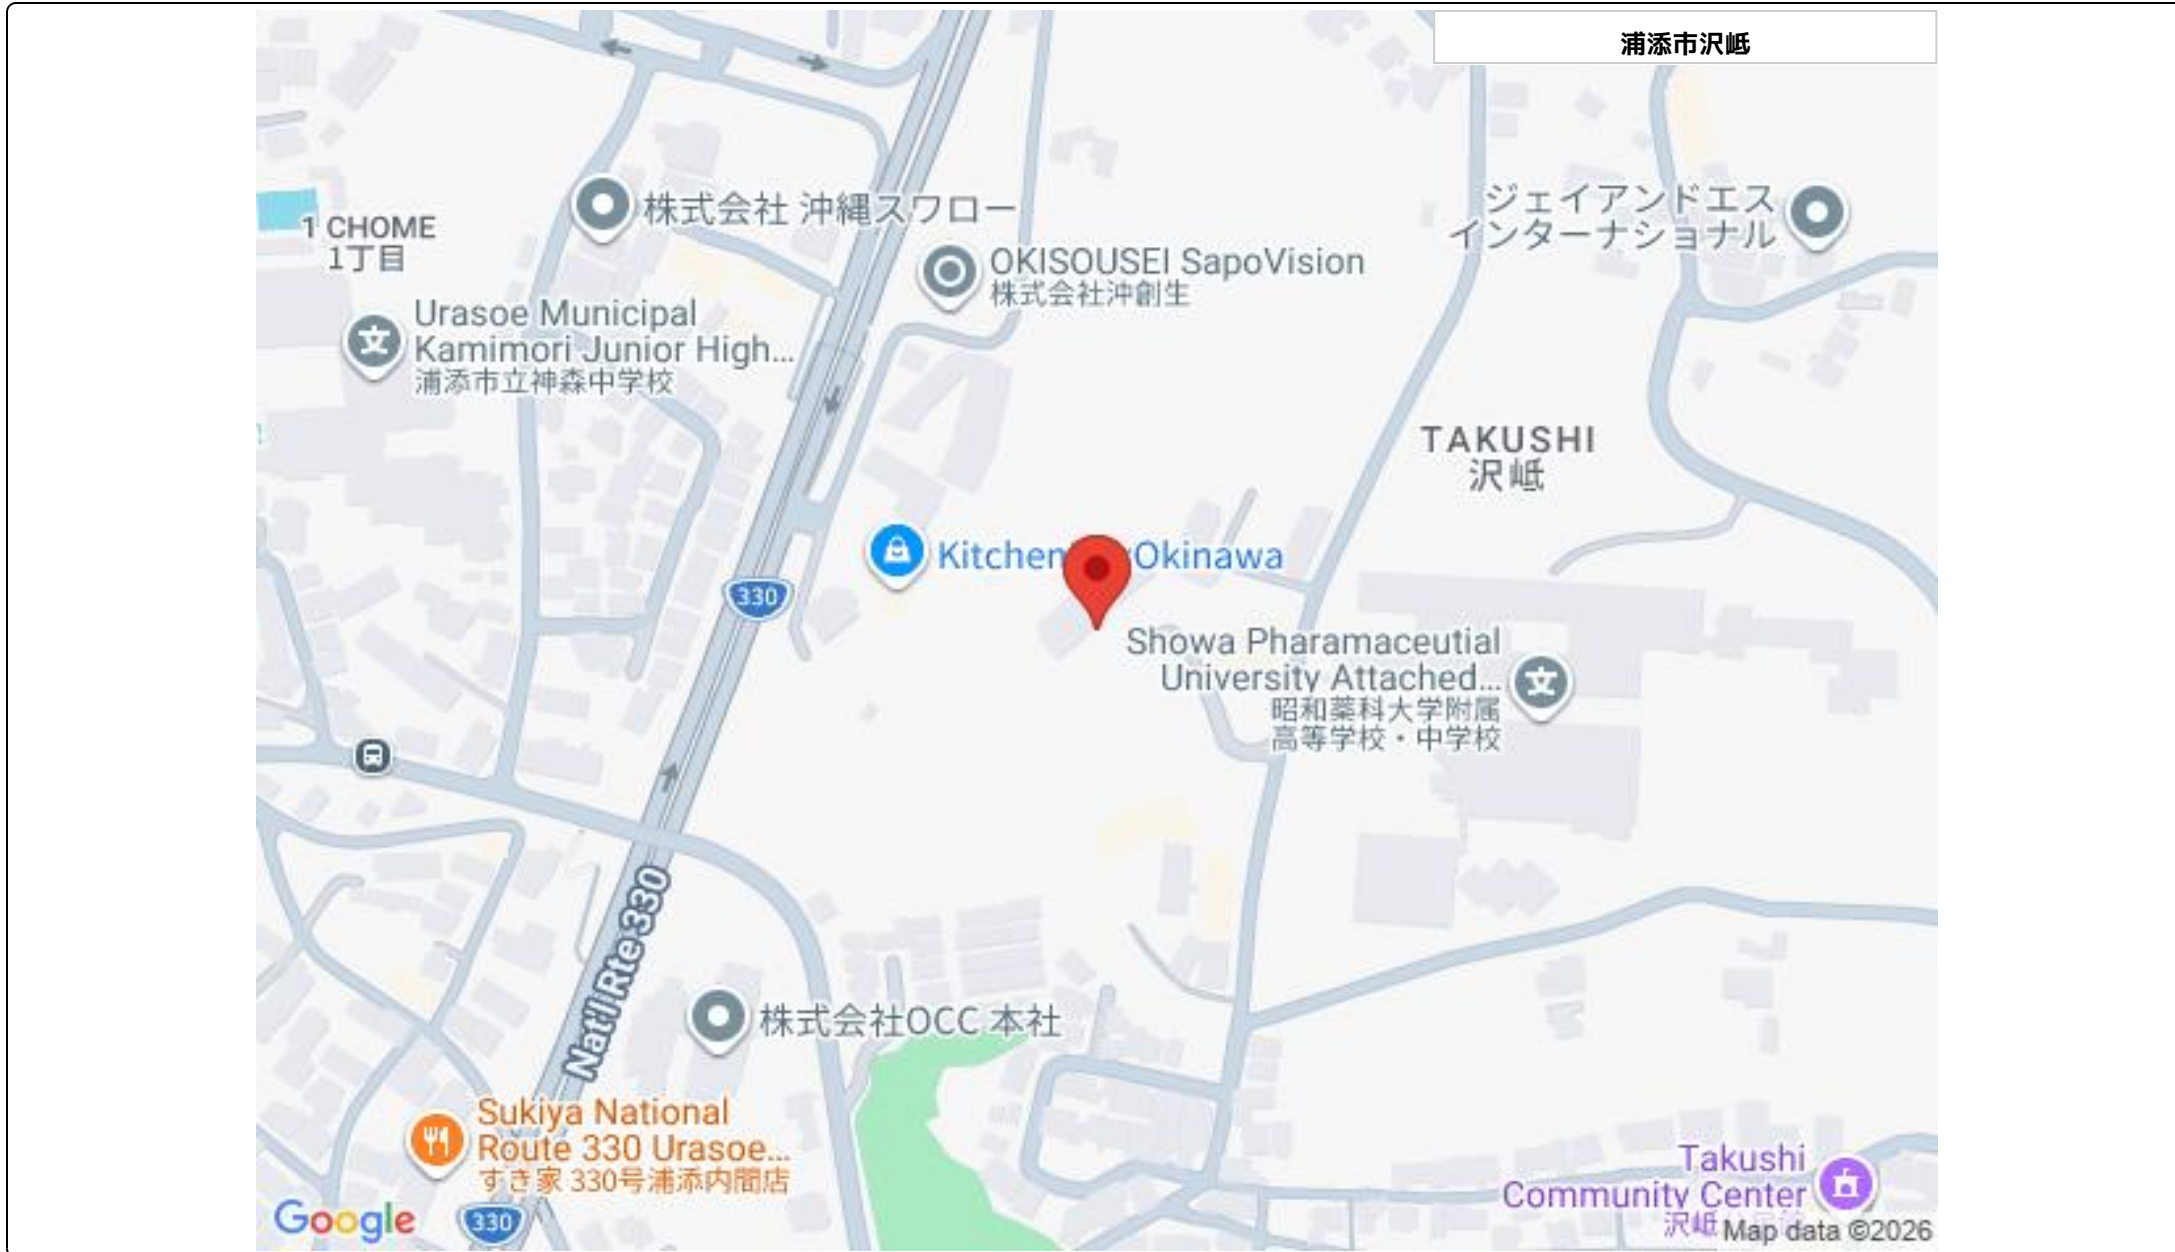 浦添市沢岻
株式会社 沖縄スワロー
1 CHOME
1丁目
ジェイアンドエス
インターナショナル
OKISOUSEI SapoVision
株式会社沖創生
Urasoe Municipal
Kamimori Junior High...
浦添市立神森中学校
TAKUSHI
沢岻
Kitchen
Okinawa
330
Showa Pharamaceutial
University Attached...
昭和薬科大学附属
高等学校・中学校
Nat'l Rte 330
株式会社OCC 本社
Sukiya National
Route 330 Urasoe...
すき家 330号浦添内間店
Takushi
Community Center
沢岻
Google
330
Map data ©2026